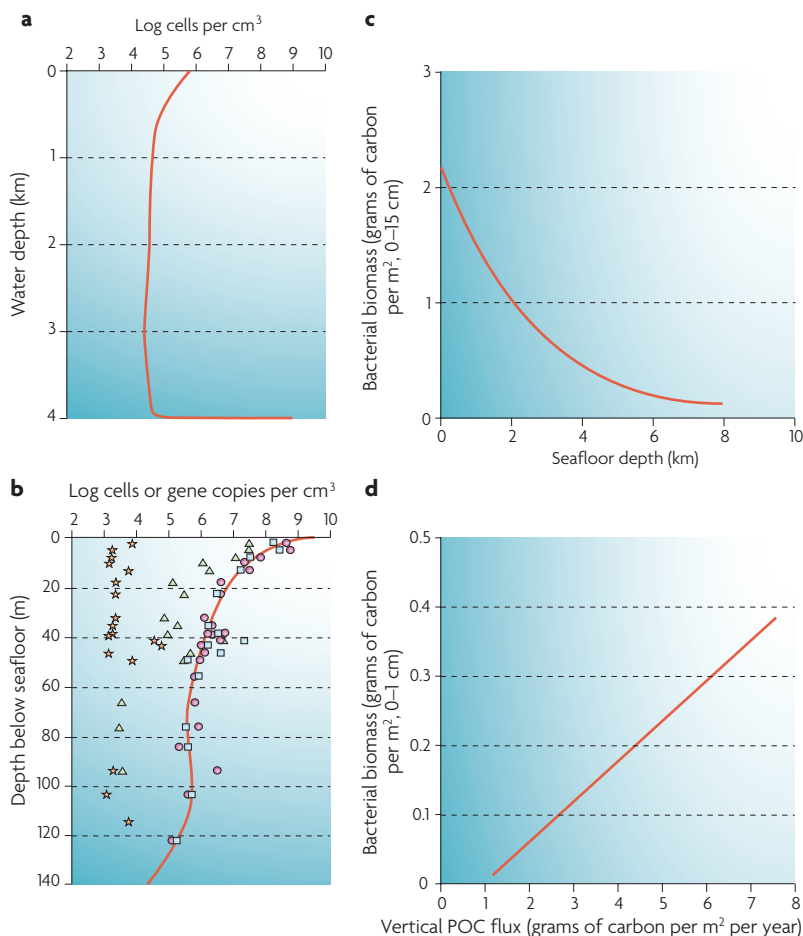 a
Log cells per cm³
2 3 4 5 6 7 8 9 10
0
1
2
3
4
Water depth (km)
b
Log cells or gene copies per cm³
2 3 4 5 6 7 8 9 10
0
20
40
60
80
100
120
140
Depth below seafloor (m)
c
Bacterial biomass (grams of carbon
per m², 0–15 cm)
3
2
1
0
0 2 4 6 8 10
Seafloor depth (km)
d
Bacterial biomass (grams of carbon
per m², 0–1 cm)
0.5
0.4
0.3
0.2
0.1
0
0 1 2 3 4 5 6 7 8
Vertical POC flux (grams of carbon per m² per year)